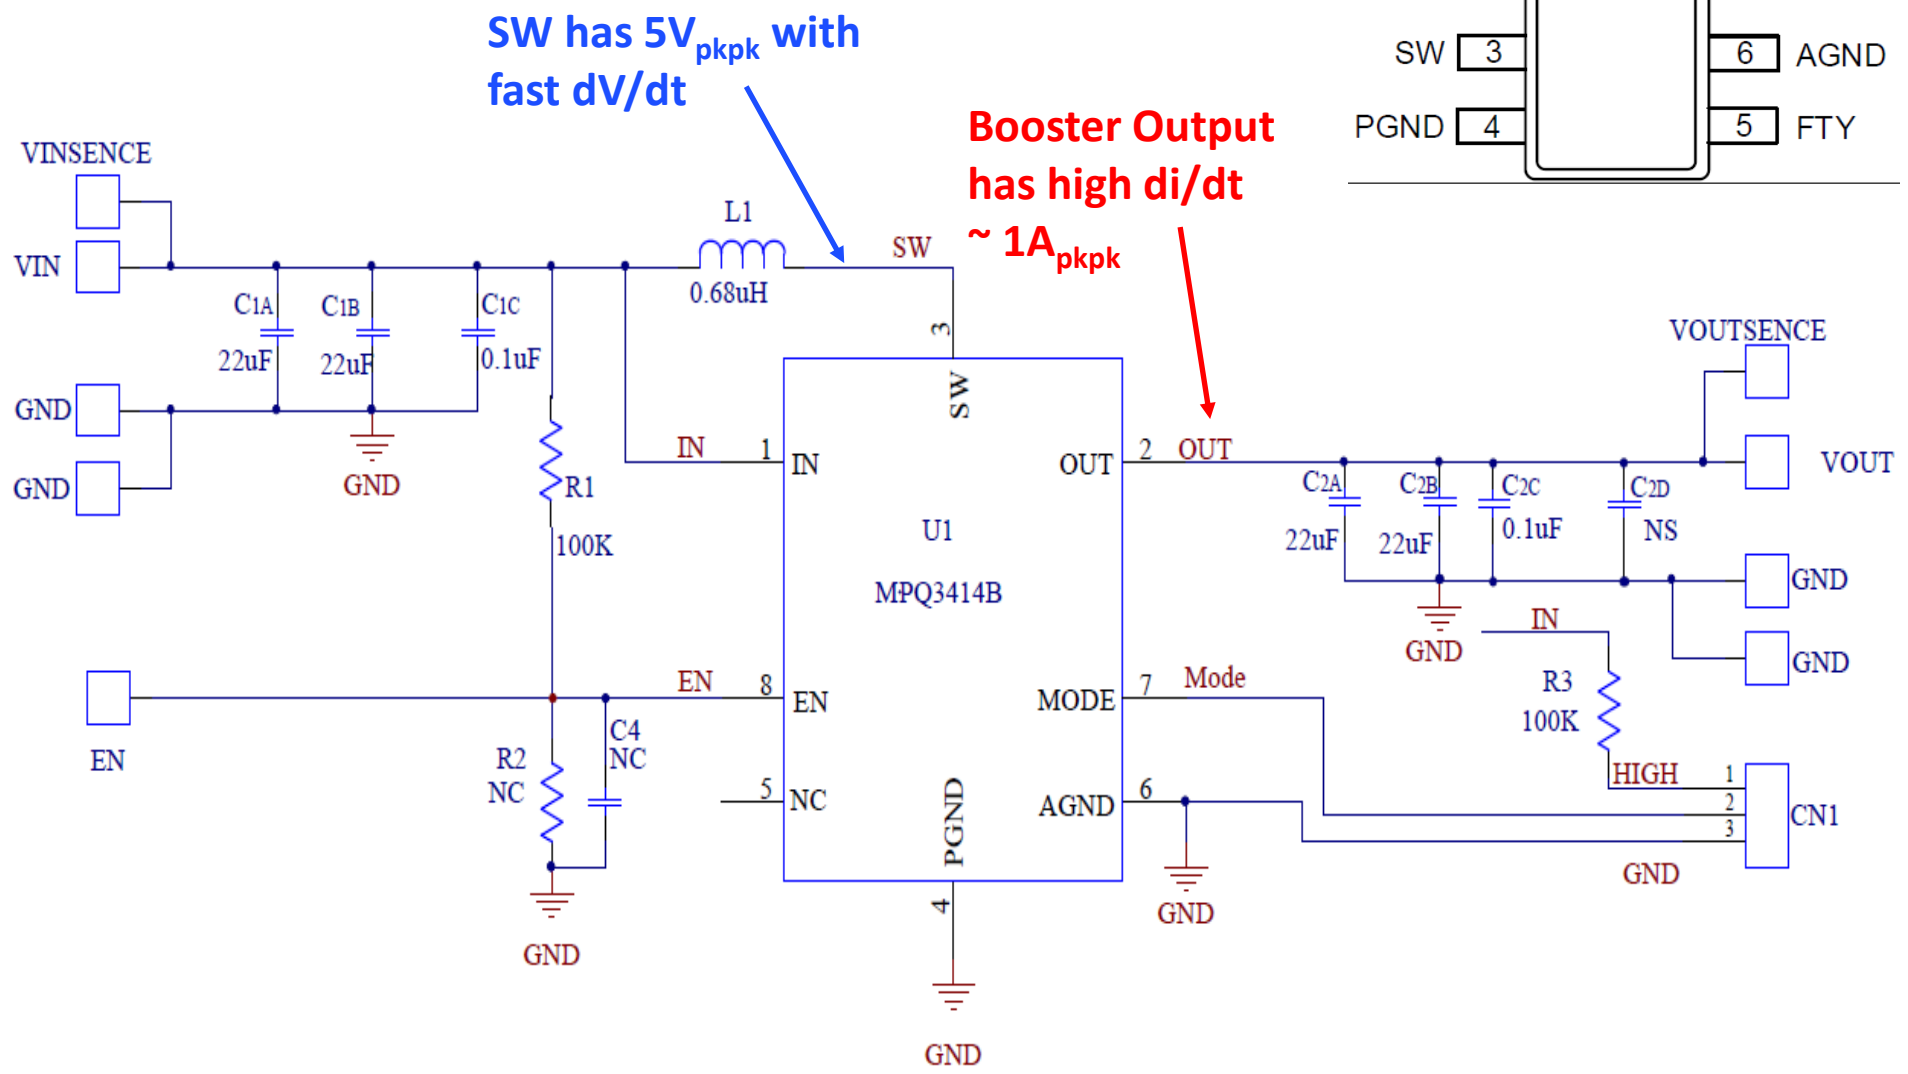 SW has 5Vpkpk with
fast dV/dt
SW 3
6 AGND
PGND 4
5 FTY
Booster Output
has high di/dt
~ 1Apkpk
VINSENCE
VIN
L1
0.68uH
SW
3
C1A
22uF
C1B
22uF
C1C
0.1uF
GND
GND
GND
R1
100K
IN
1
IN
SW
OUT
2
OUT
U1
MPQ3414B
VOUTSENCE
VOUT
C2A
22uF
C2B
22uF
C2C
0.1uF
C2D
NS
GND
GND
GND
IN
R3
100K
EN
EN
8
EN
MODE
7
Mode
R2
NC
C4
NC
5
NC
PGND
AGND
6
HIGH
1
2
3
CN1
GND
GND
GND
4
GND